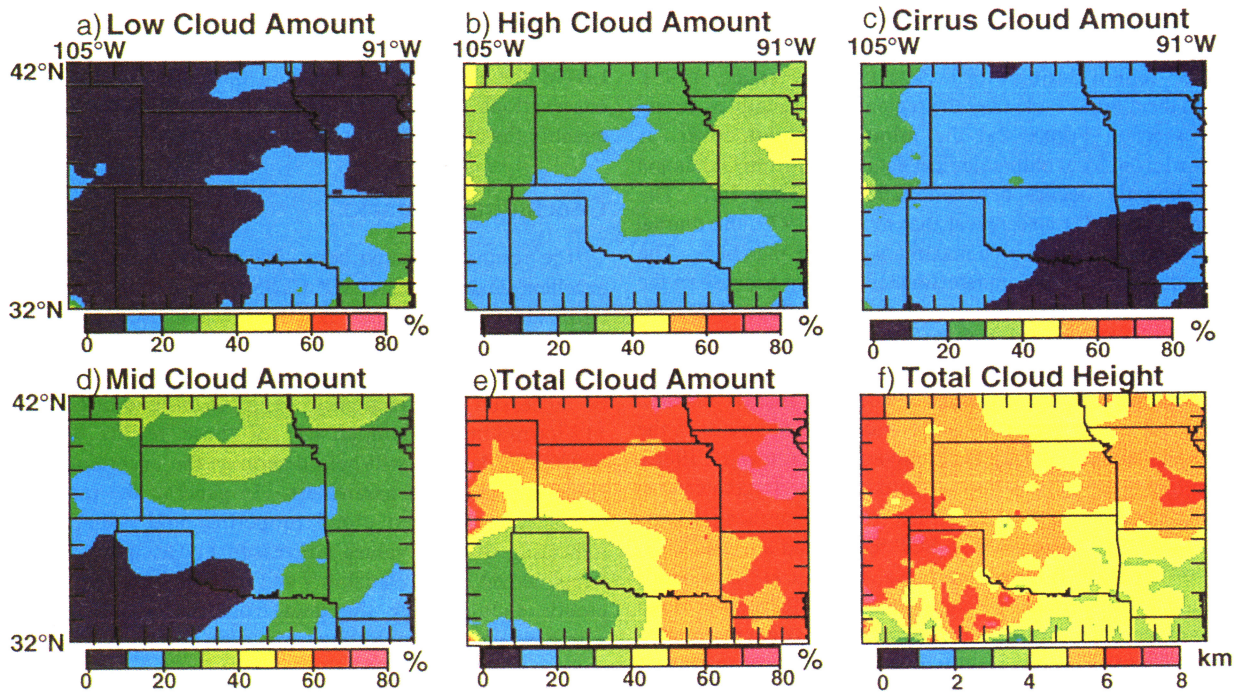 a) Low Cloud Amount
105°W 91°W
42°N
32°N
0 20 40 60 80 %
b) High Cloud Amount
105°W 91°W
0 20 40 60 80 %
c) Cirrus Cloud Amount
105°W 91°W
0 20 40 60 80 %
d) Mid Cloud Amount
42°N
32°N
0 20 40 60 80 %
e) Total Cloud Amount
0 20 40 60 80 %
f) Total Cloud Height
0 2 4 6 8 km